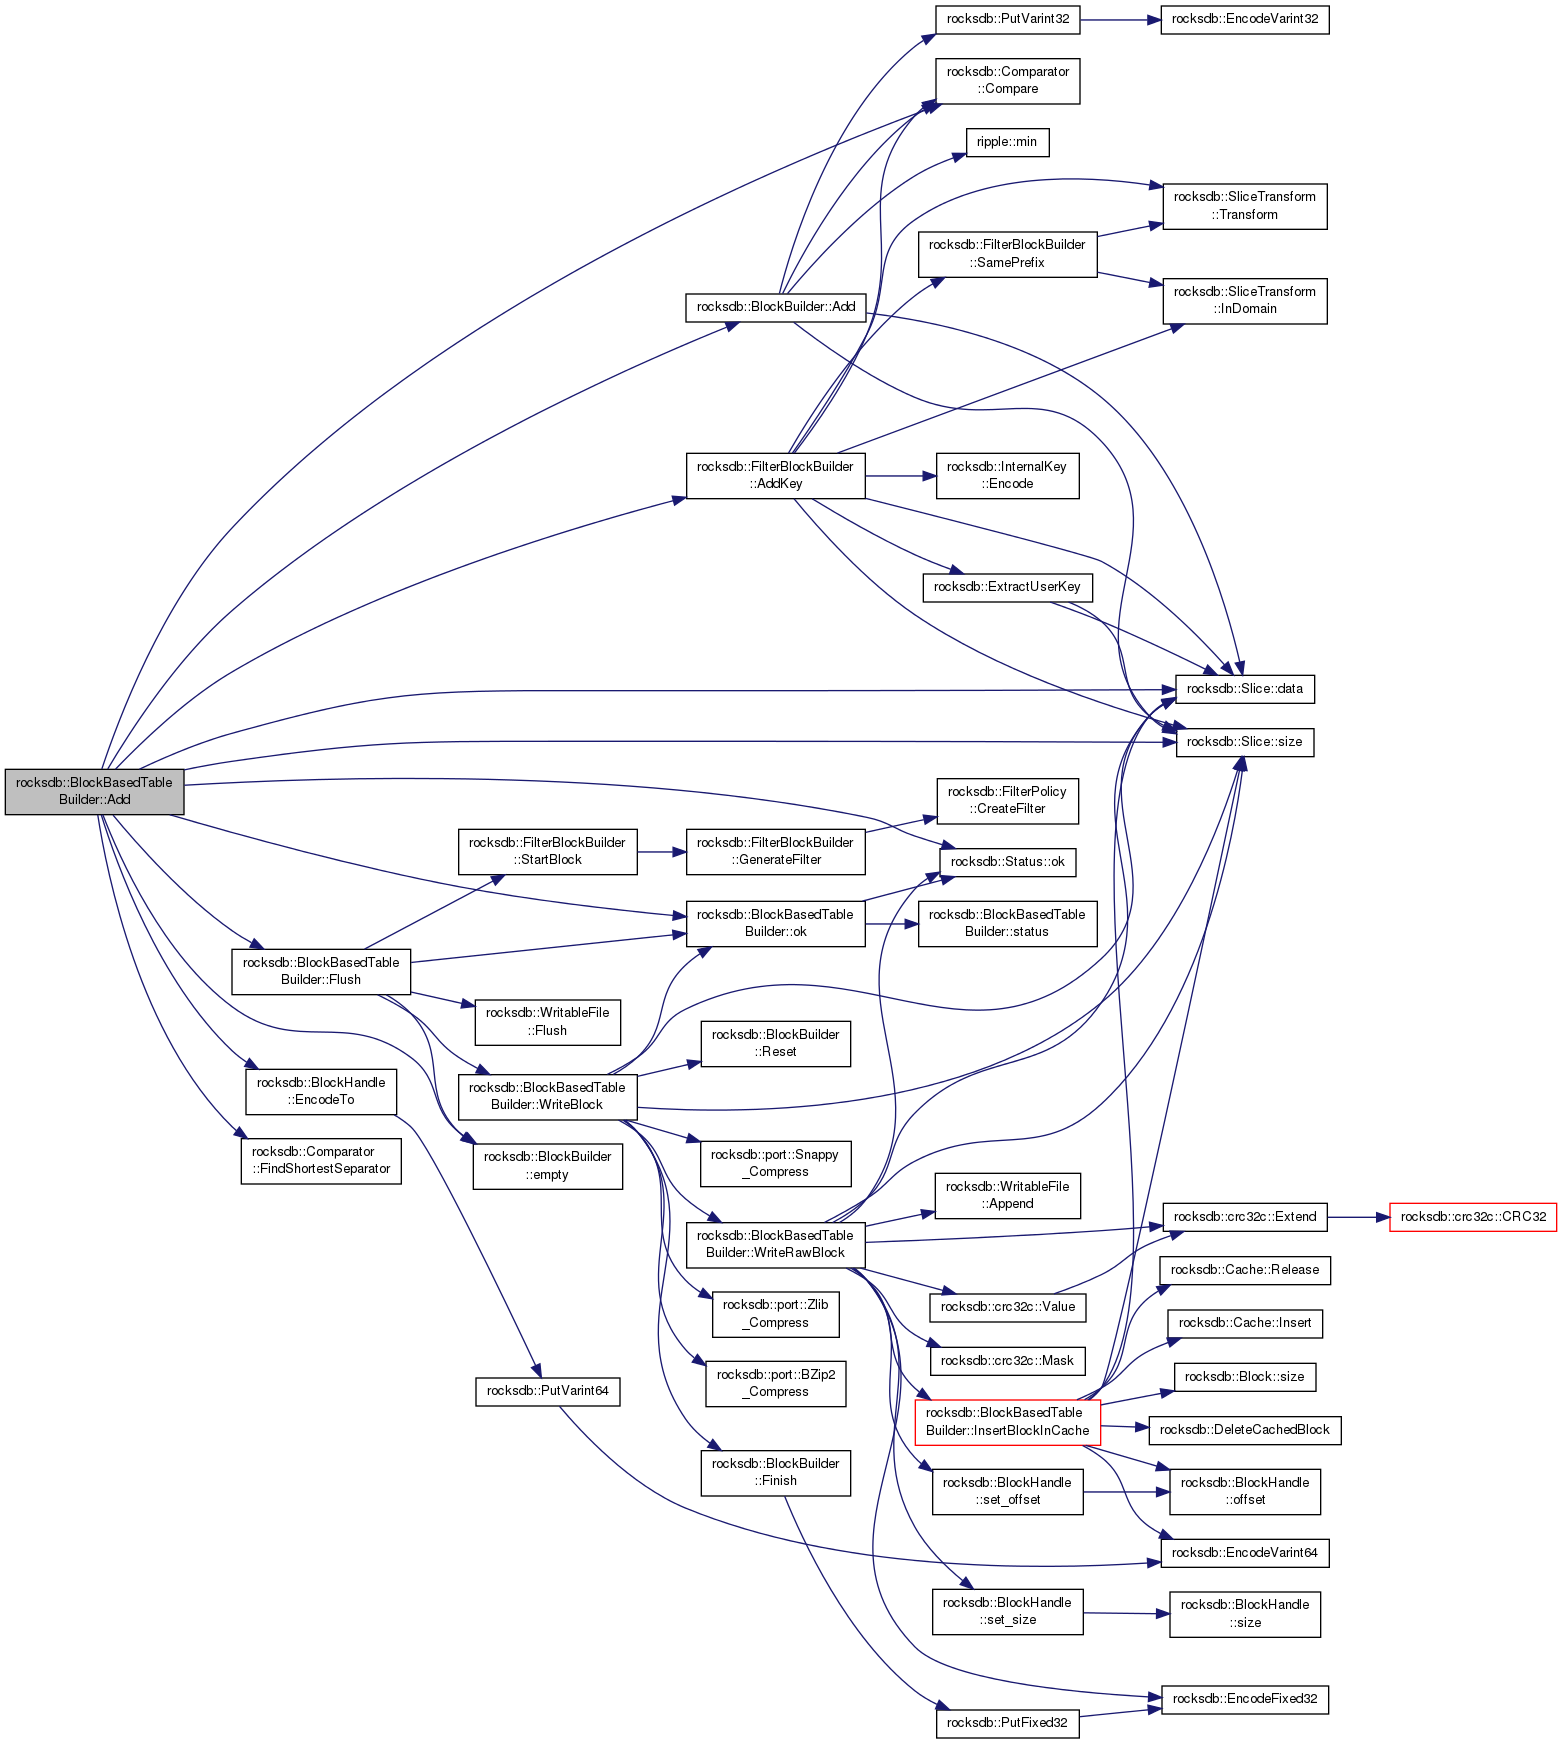 rocksdb::PutVarint32
rocksdb::EncodeVarint32
rocksdb::Comparator
::Compare
ripple::min
rocksdb::SliceTransform
::Transform
rocksdb::FilterBlockBuilder
::SamePrefix
rocksdb::SliceTransform
::InDomain
rocksdb::BlockBuilder::Add
rocksdb::FilterBlockBuilder
::AddKey
rocksdb::InternalKey
::Encode
rocksdb::ExtractUserKey
rocksdb::Slice::data
rocksdb::Slice::size
rocksdb::BlockBasedTable
Builder::Add
rocksdb::FilterPolicy
::CreateFilter
rocksdb::FilterBlockBuilder
::StartBlock
rocksdb::FilterBlockBuilder
::GenerateFilter
rocksdb::Status::ok
rocksdb::BlockBasedTable
Builder::ok
rocksdb::BlockBasedTable
Builder::status
rocksdb::BlockBasedTable
Builder::Flush
rocksdb::WritableFile
::Flush
rocksdb::BlockBuilder
::Reset
rocksdb::BlockHandle
::EncodeTo
rocksdb::BlockBasedTable
Builder::WriteBlock
rocksdb::Comparator
::FindShortestSeparator
rocksdb::BlockBuilder
::empty
rocksdb::port::Snappy
_Compress
rocksdb::WritableFile
::Append
rocksdb::crc32c::Extend
rocksdb::crc32c::CRC32
rocksdb::BlockBasedTable
Builder::WriteRawBlock
rocksdb::Cache::Release
rocksdb::port::Zlib
_Compress
rocksdb::crc32c::Value
rocksdb::Cache::Insert
rocksdb::crc32c::Mask
rocksdb::Block::size
rocksdb::PutVarint64
rocksdb::port::BZip2
_Compress
rocksdb::BlockBasedTable
Builder::InsertBlockInCache
rocksdb::DeleteCachedBlock
rocksdb::BlockBuilder
::Finish
rocksdb::BlockHandle
::set_offset
rocksdb::BlockHandle
::offset
rocksdb::EncodeVarint64
rocksdb::BlockHandle
::set_size
rocksdb::BlockHandle
::size
rocksdb::EncodeFixed32
rocksdb::PutFixed32